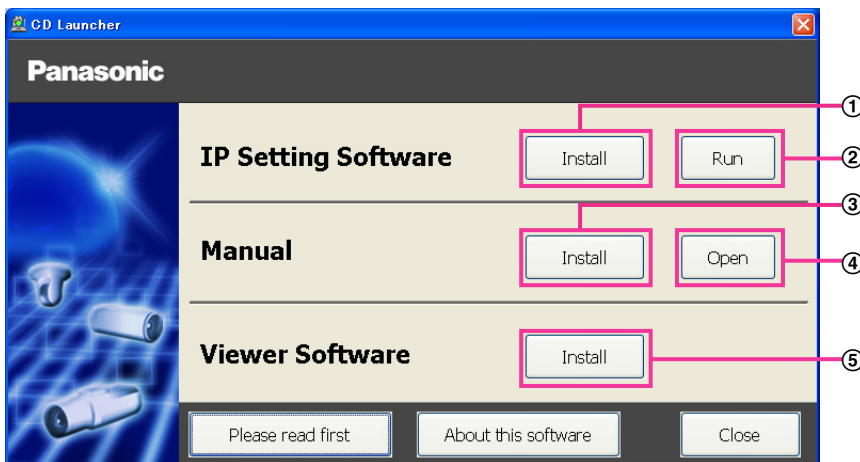 CD Launcher
Panasonic
①
IP Setting Software Install Run ②
③
Manual Install Open ④
Viewer Software Install ⑤
Please read first About this software Close